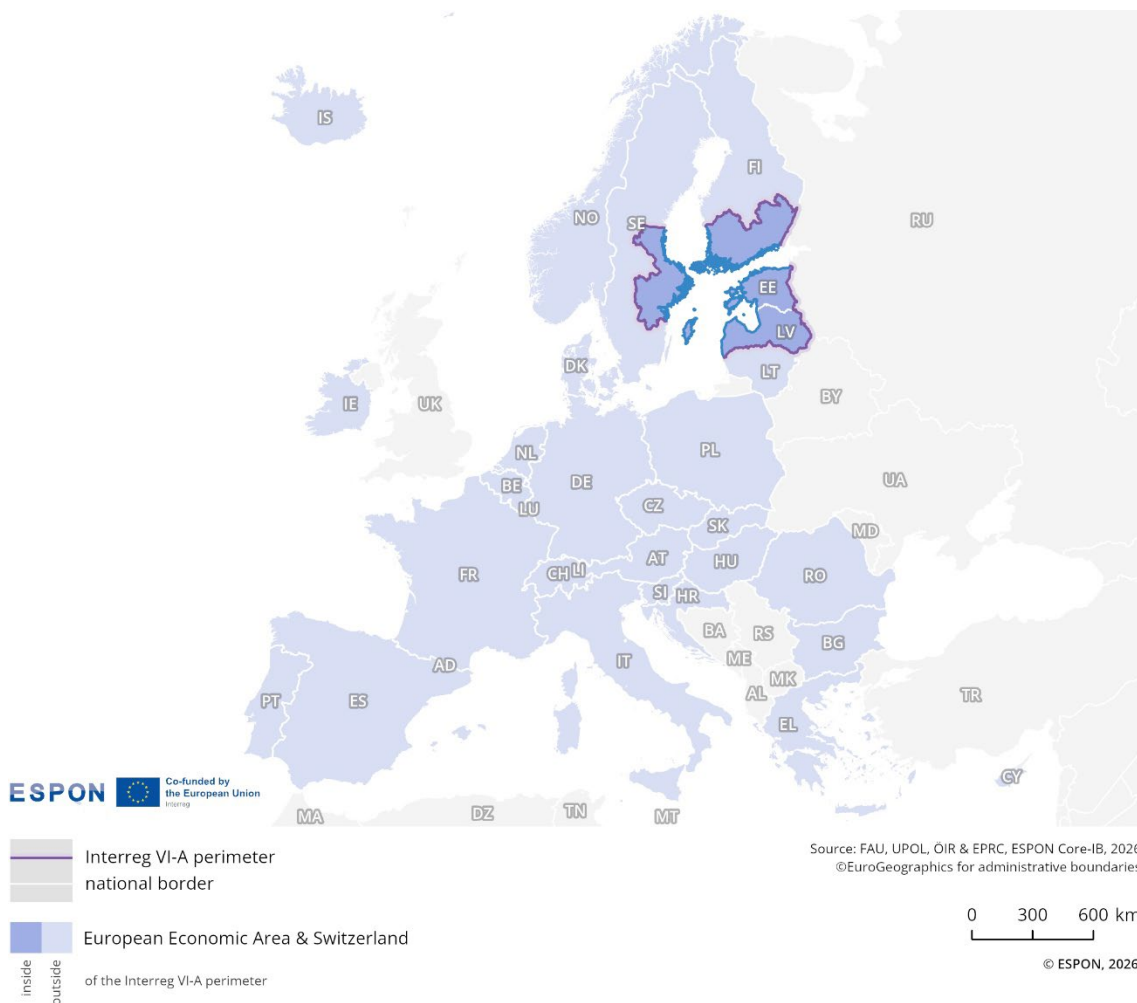 IS
FI
NO
SE
RU
EE
LV
DK
LT
IE
UK
BY
NL
PL
BE
DE
LU
UA
CZ
SK
MD
FR
CH
LI
AT
HU
RO
SI
HR
BA
RS
BG
AD
IT
ME
MK
AL
PT
ES
TR
EL
CY
MA
DZ
TN
MT
ESPON
Co-funded by
the European Union
Interreg
Interreg VI-A perimeter
national border
European Economic Area & Switzerland
inside
outside
of the Interreg VI-A perimeter
Source: FAU, UPOL, ÖIR & EPRC, ESPON Core-IB, 2026
©EuroGeographics for administrative boundaries
0 300 600 km
© ESPON, 2026